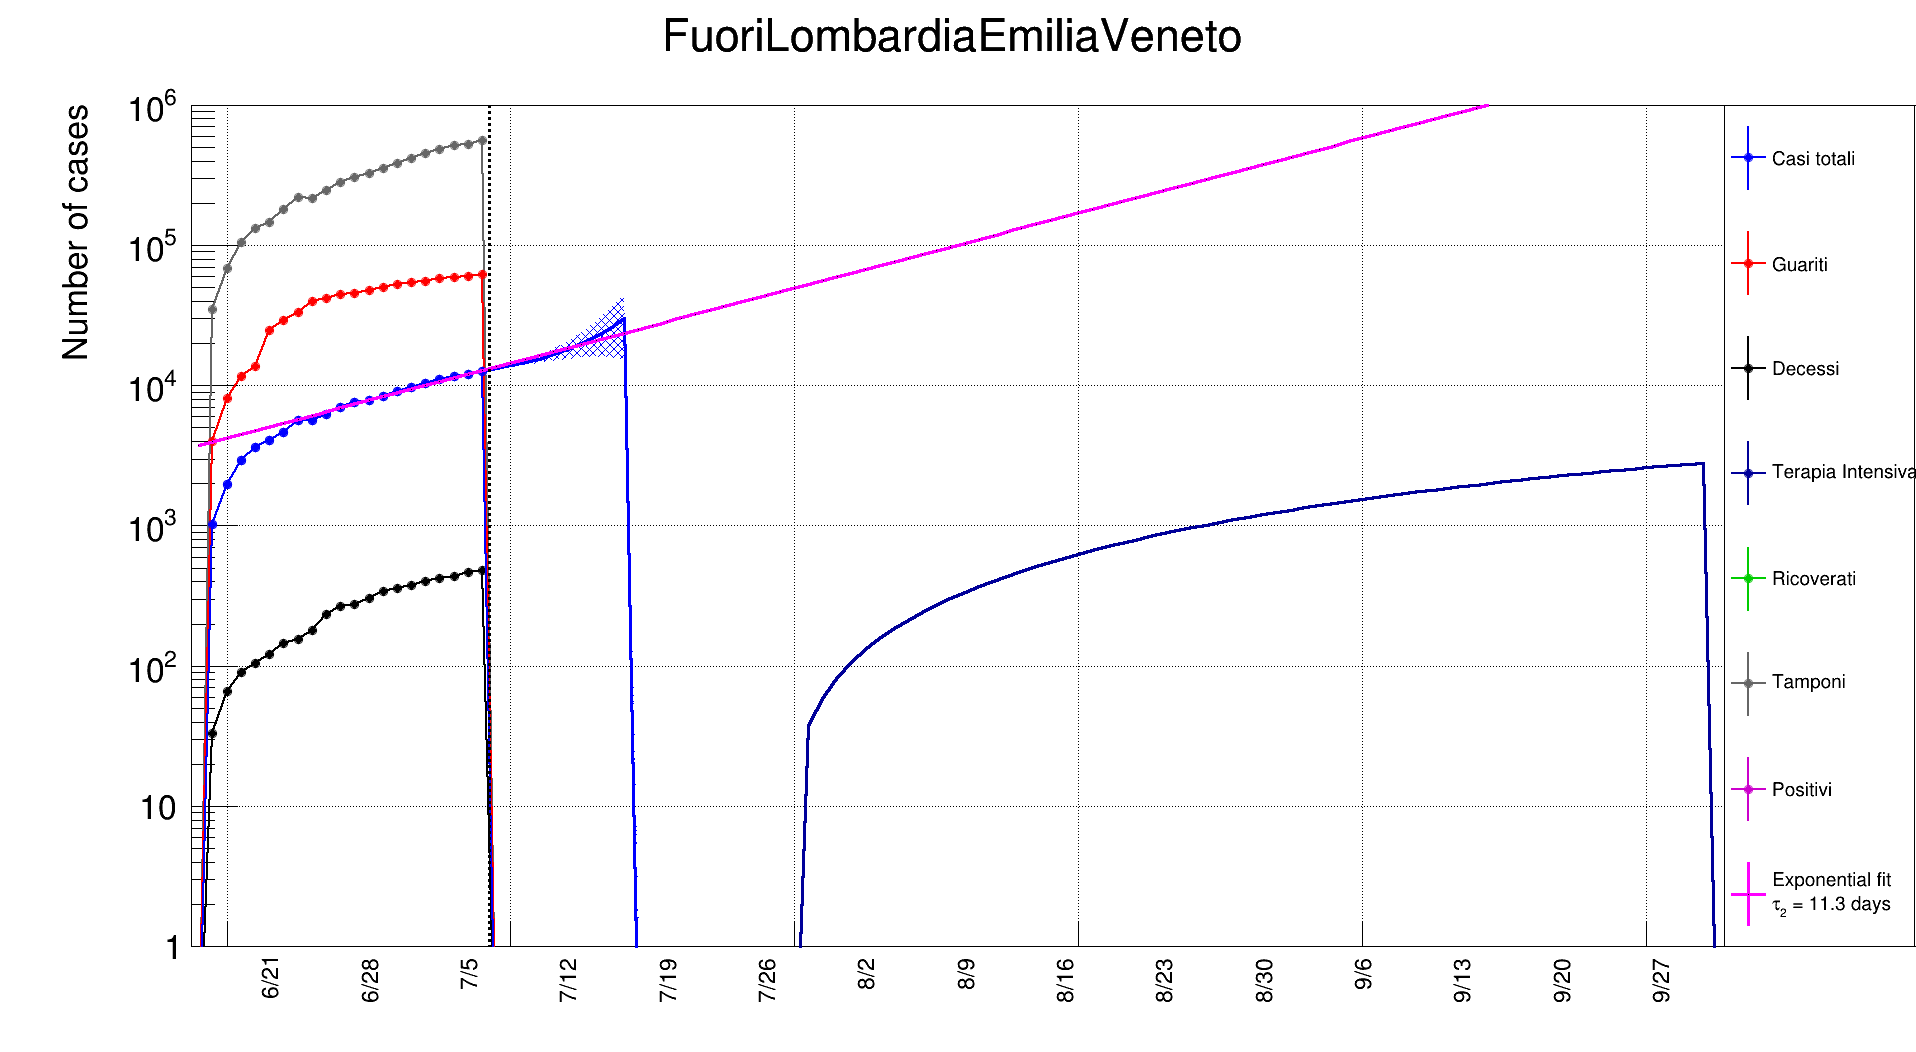 FuoriLombardiaEmiliaVeneto
Number of cases
10^6
10^5
10^4
10^3
10^2
10
1
6/21
6/28
7/5
7/12
7/19
7/26
8/2
8/9
8/16
8/23
8/30
9/6
9/13
9/20
9/27
Casi totali
Guariti
Decessi
Terapia Intensiva
Ricoverati
Tamponi
Positivi
Exponential fit
τ₂ = 11.3 days